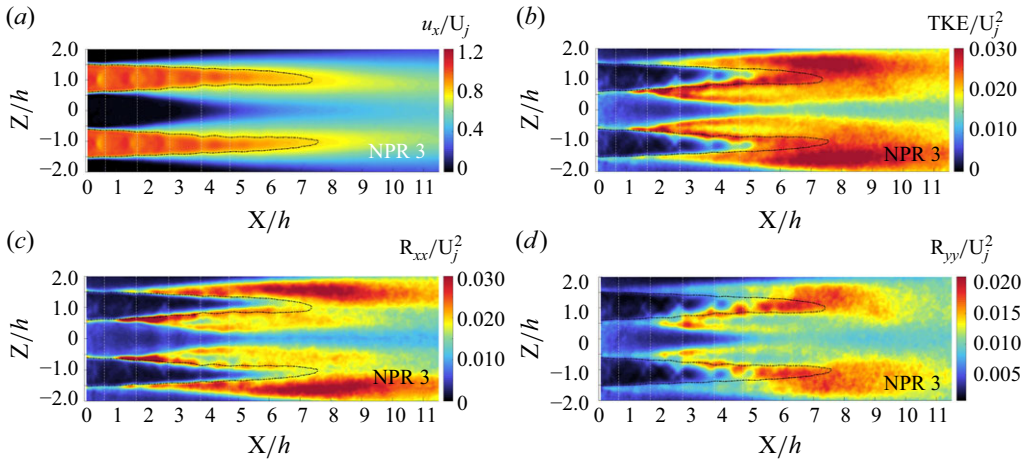 (a)
u_x/U_j
2.0
1.0
0
−1.0
−2.0
Z/h
0 1 2 3 4 5 6 7 8 9 10 11
X/h
NPR 3
1.2
0.8
0.4
0
(b)
TKE/U_j^2
2.0
1.0
0
−1.0
−2.0
Z/h
0 1 2 3 4 5 6 7 8 9 10 11
X/h
NPR 3
0.030
0.020
0.010
0
(c)
R_xx/U_j^2
2.0
1.0
0
−1.0
−2.0
Z/h
0 1 2 3 4 5 6 7 8 9 10 11
X/h
NPR 3
0.030
0.020
0.010
0
(d)
R_yy/U_j^2
2.0
1.0
0
−1.0
−2.0
Z/h
0 1 2 3 4 5 6 7 8 9 10 11
X/h
NPR 3
0.020
0.015
0.010
0.005